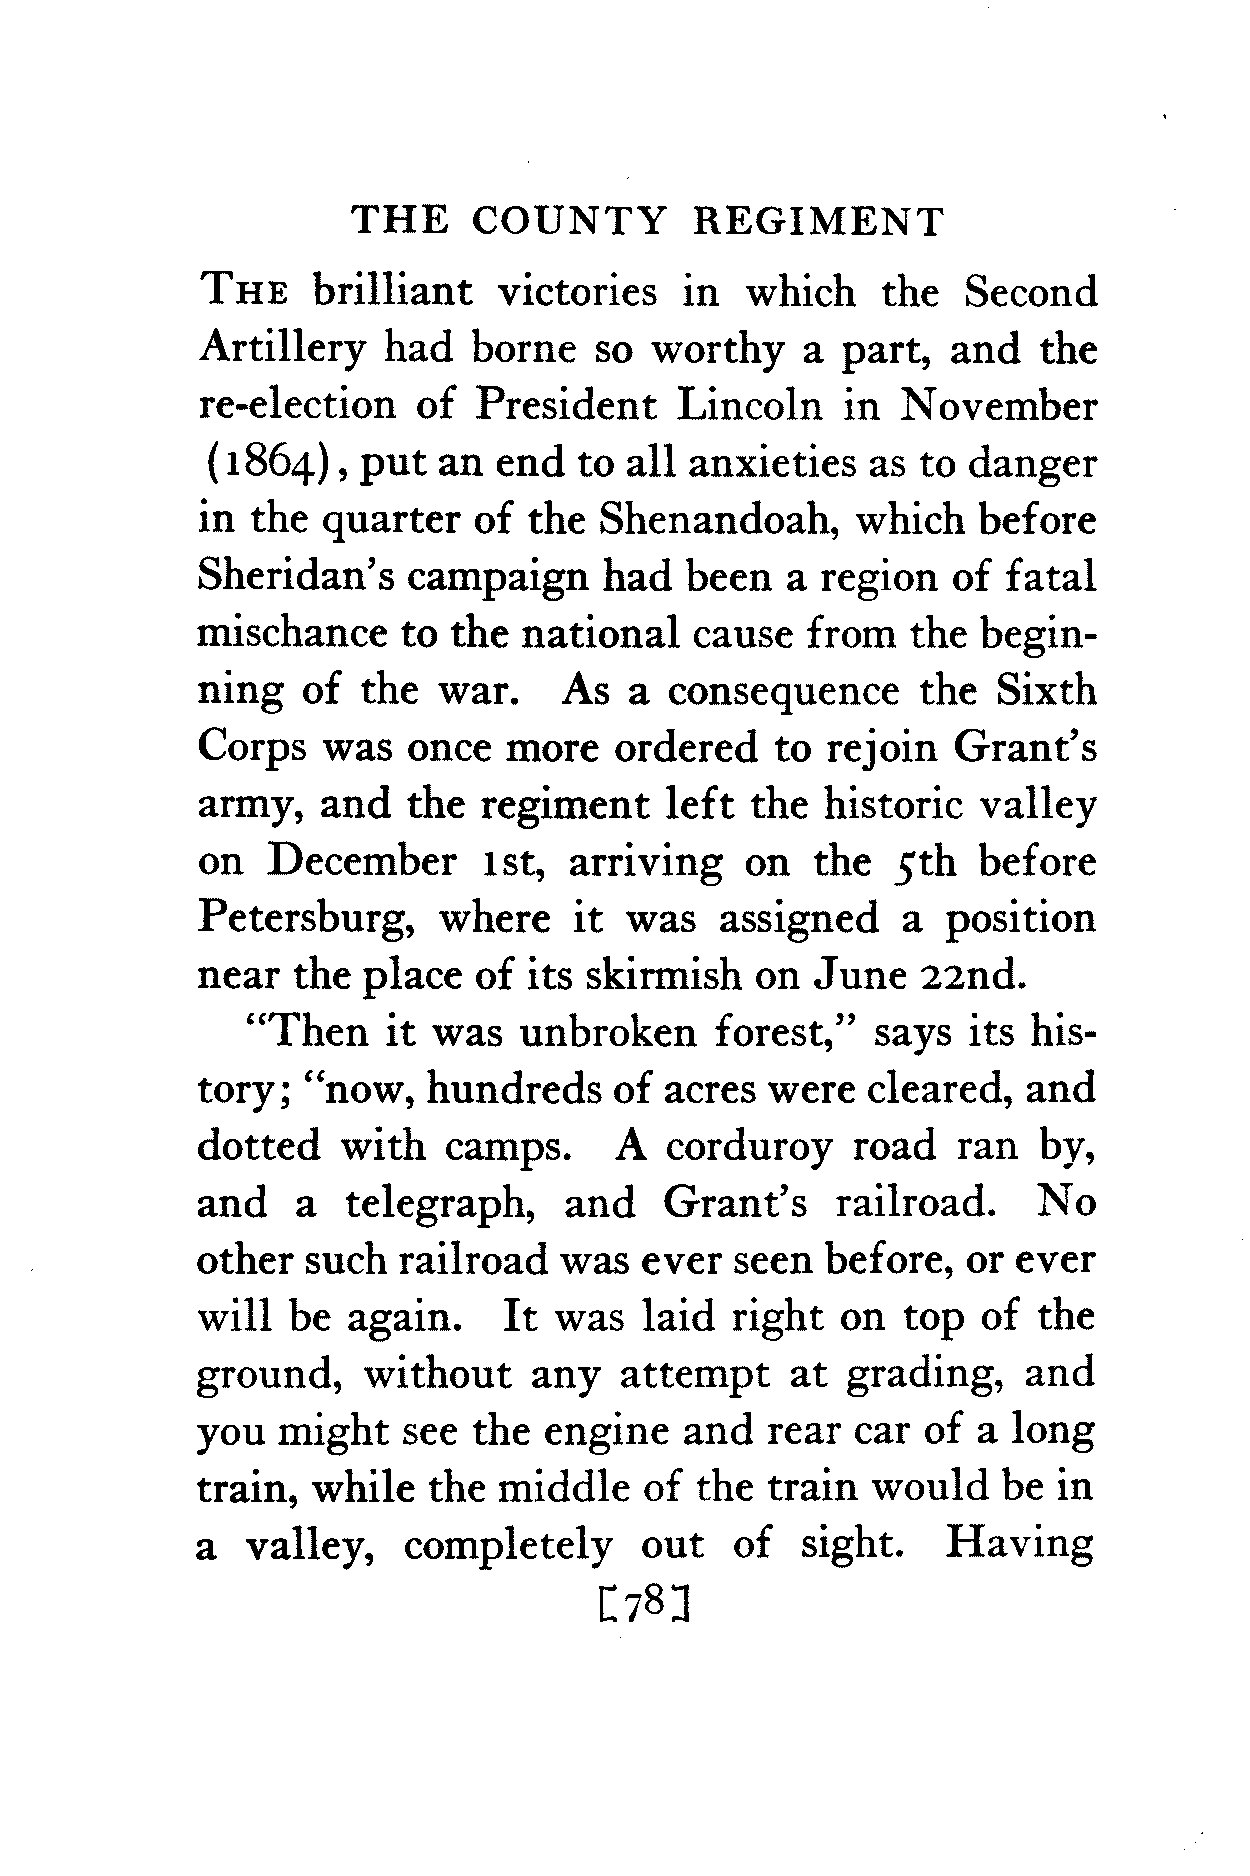 THE COUNTY REGIMENT
THE brilliant victories in which the Second
Artillery had borne so worthy a part, and the
re-election of President Lincoln in November
(1864), put an end to all anxieties as to danger
in the quarter of the Shenandoah, which before
Sheridan's campaign had been a region of fatal
mischance to the national cause from the begin-
ning of the war. As a consequence the Sixth
Corps was once more ordered to rejoin Grant's
army, and the regiment left the historic valley
on December 1st, arriving on the 5th before
Petersburg, where it was assigned a position
near the place of its skirmish on June 22nd.
"Then it was unbroken forest," says its his-
tory; "now, hundreds of acres were cleared, and
dotted with camps. A corduroy road ran by,
and a telegraph, and Grant's railroad. No
other such railroad was ever seen before, or ever
will be again. It was laid right on top of the
ground, without any attempt at grading, and
you might see the engine and rear car of a long
train, while the middle of the train would be in
a valley, completely out of sight. Having
[78]